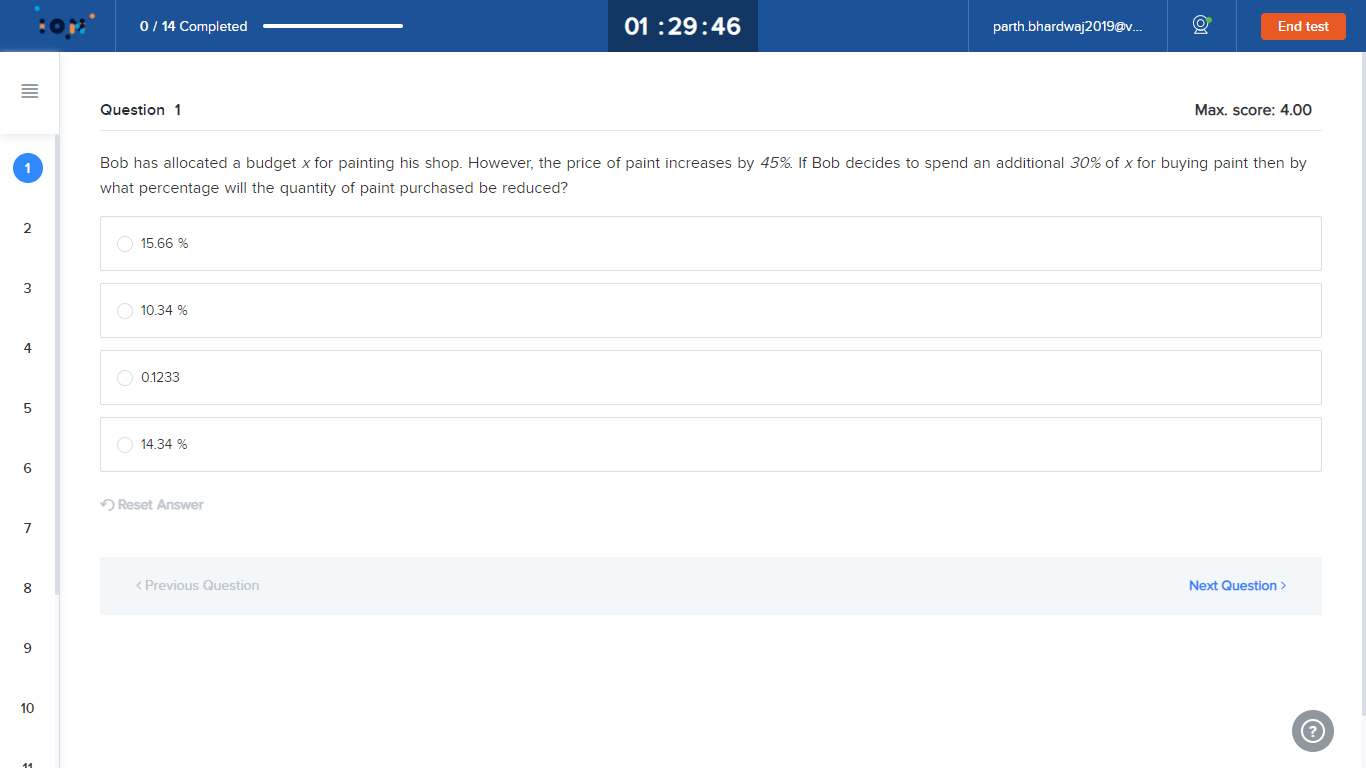 ion
0 / 14 Completed
01 : 29 : 46
parth.bhardwaj2019@v...
End test
Question 1
Max. score: 4.00
Bob has allocated a budget x for painting his shop. However, the price of paint increases by 45%. If Bob decides to spend an additional 30% of x for buying paint then by
what percentage will the quantity of paint purchased be reduced?
15.66 %
10.34 %
0.1233
14.34 %
Reset Answer
< Previous Question
Next Question >
1
2
3
4
5
6
7
8
9
10
11
?